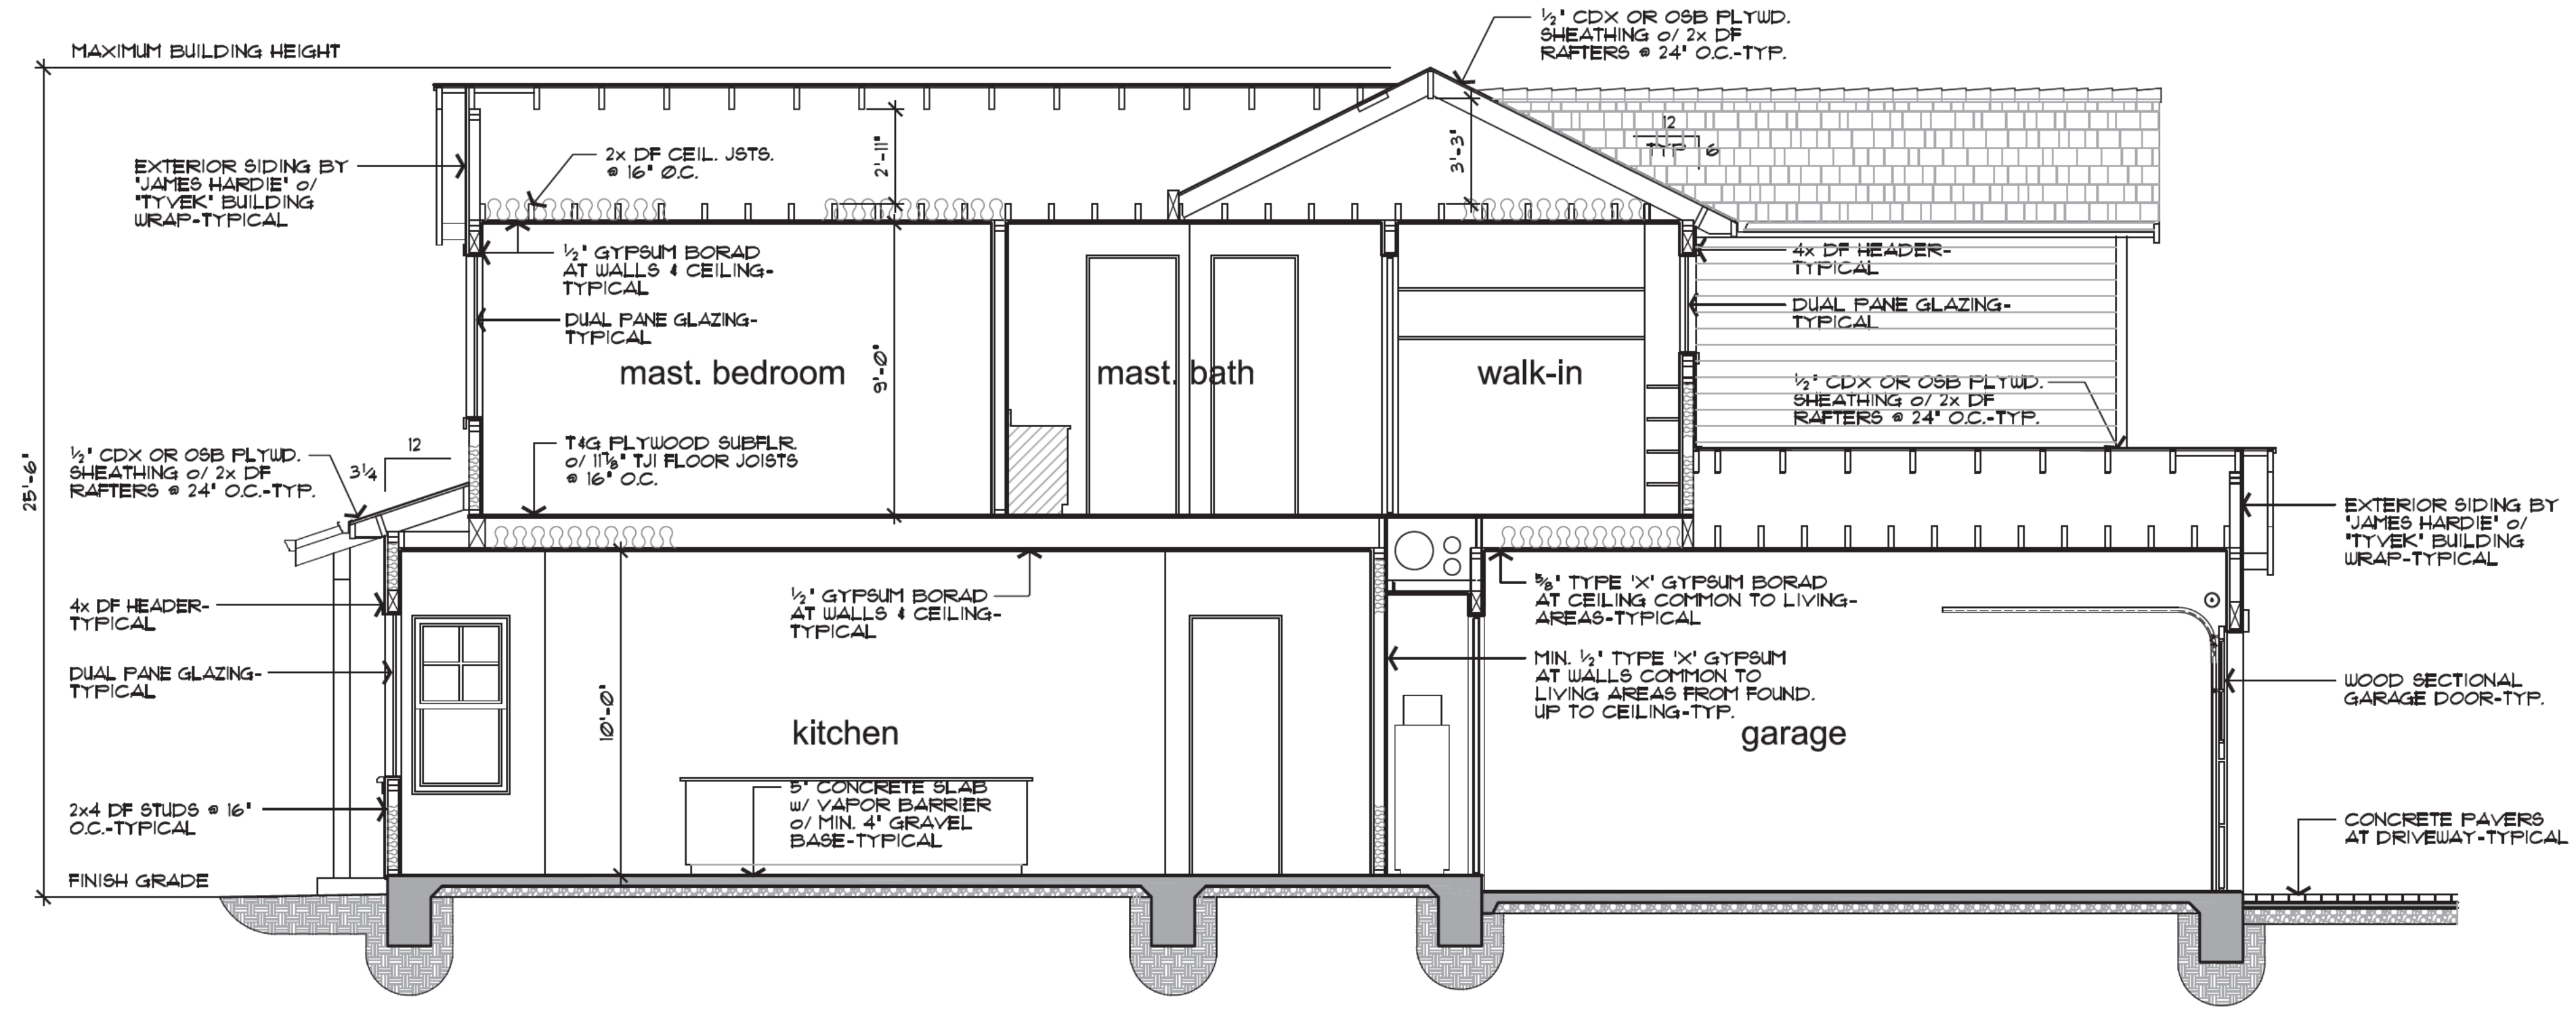 MAXIMUM BUILDING HEIGHT
½" CDX OR OSB PLYWD.
SHEATHING o/ 2x DF
RAFTERS @ 24" O.C.-TYP.
EXTERIOR SIDING BY
"JAMES HARDIE" o/
"TYVEK" BUILDING
WRAP-TYPICAL
2x DF CEIL. JSTS.
@ 16" O.C.
2'-11"
3'-3"
12
6
½" GYPSUM BORAD
AT WALLS & CEILING-
TYPICAL
DUAL PANE GLAZING-
TYPICAL
4x DF HEADER-
TYPICAL
DUAL PANE GLAZING-
TYPICAL
mast. bedroom
9'-0"
mast. bath
walk-in
½" CDX OR OSB PLYWD.
SHEATHING o/ 2x DF
RAFTERS @ 24" O.C.-TYP.
25'-6"
½" CDX OR OSB PLYWD.
SHEATHING o/ 2x DF
RAFTERS @ 24" O.C.-TYP.
12
3¼
T&G PLYWOOD SUBFLR.
o/ 11⅞" TJI FLOOR JOISTS
@ 16" O.C.
EXTERIOR SIDING BY
"JAMES HARDIE" o/
"TYVEK" BUILDING
WRAP-TYPICAL
4x DF HEADER-
TYPICAL
½" GYPSUM BORAD
AT WALLS & CEILING-
TYPICAL
⅝" TYPE 'X' GYPSUM BORAD
AT CEILING COMMON TO LIVING-
AREAS-TYPICAL
DUAL PANE GLAZING-
TYPICAL
MIN. ½" TYPE 'X' GYPSUM
AT WALLS COMMON TO
LIVING AREAS FROM FOUND.
UP TO CEILING-TYP.
WOOD SECTIONAL
GARAGE DOOR-TYP.
10'-0"
kitchen
garage
2x4 DF STUDS @ 16"
O.C.-TYPICAL
5" CONCRETE SLAB
w/ VAPOR BARRIER
o/ MIN. 4" GRAVEL
BASE-TYPICAL
CONCRETE PAVERS
AT DRIVEWAY-TYPICAL
FINISH GRADE